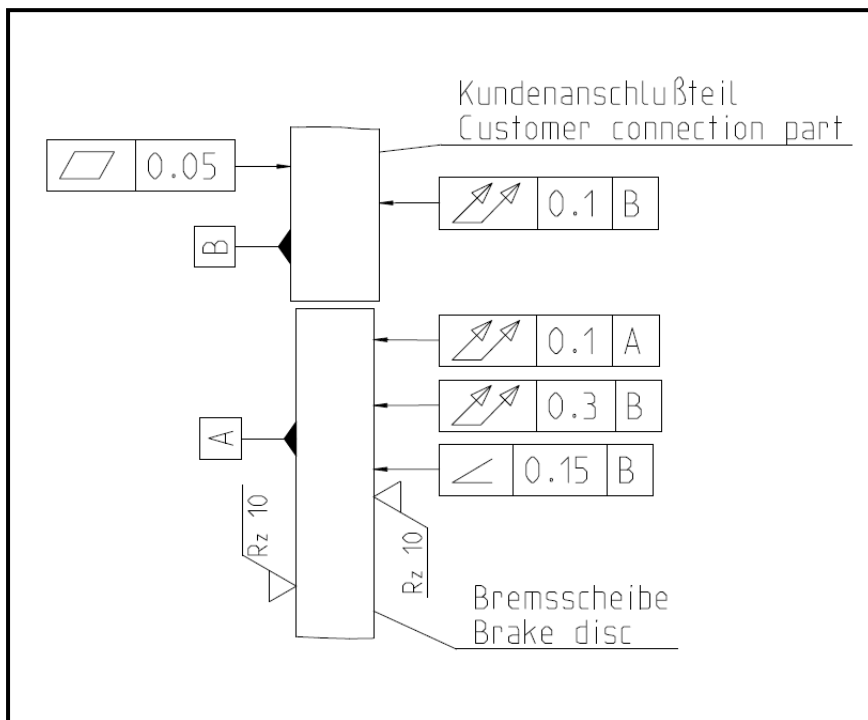 Kundenanschlußteil
Customer connection part
0.05
0.1 B
B
0.1 A
0.3 B
A
0.15 B
Rz 10
Rz 10
Bremsscheibe
Brake disc